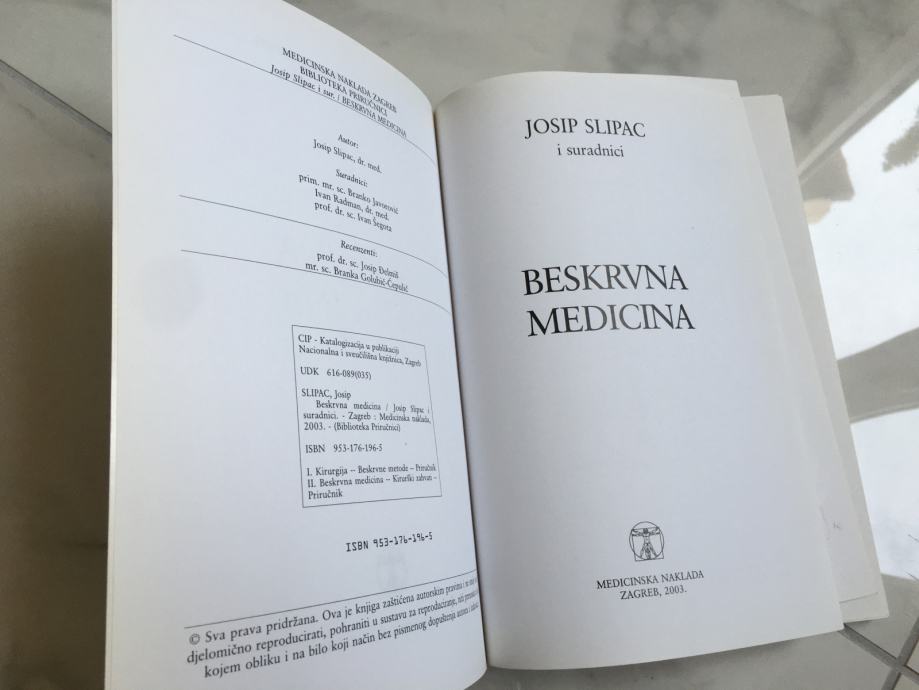 MEDICINSKA NAKLADA-ZAGREB
BIBLIOTEKA PRIRUČNICI
Josip Slipac i sur. / BESKRVNA MEDICINA
Autor:
Josip Slipac, dr. med.
Suradnici:
prim. mr. sc. Branko Javorović
Ivan Radman, dr. med.
prof. dr. sc. Ivan Šegota
Recenzenti:
prof. dr. sc. Josip Đelmiš
mr. sc. Branka Golubić-Ćepulić
CIP - Katalogizacija u publikaciji
Nacionalna i sveučilišna knjižnica, Zagreb
UDK 616-089(035)
SLIPAC, Josip
Beskrvna medicina / Josip Slipac i
suradnici. - Zagreb : Medicinska naklada,
2003. - (Biblioteka Priručnici)
ISBN 953-176-196-5
I. Kirurgija -- Beskrvne metode -- Priručnik
II. Beskrvna medicina -- Kirurški zahvati --
Priručnik
ISBN 953-176-196-5
© Sva prava pridržana. Ova je knjiga zaštićena autorskim pravima i ne
djelomično reproducirati, pohraniti u sustavu za reproduciranje, niti
kojem obliku i na bilo koji način bez pismenog dopuštenja autora i
JOSIP SLIPAC
i suradnici
BESKRVNA
MEDICINA
MEDICINSKA NAKLADA
ZAGREB, 2003.